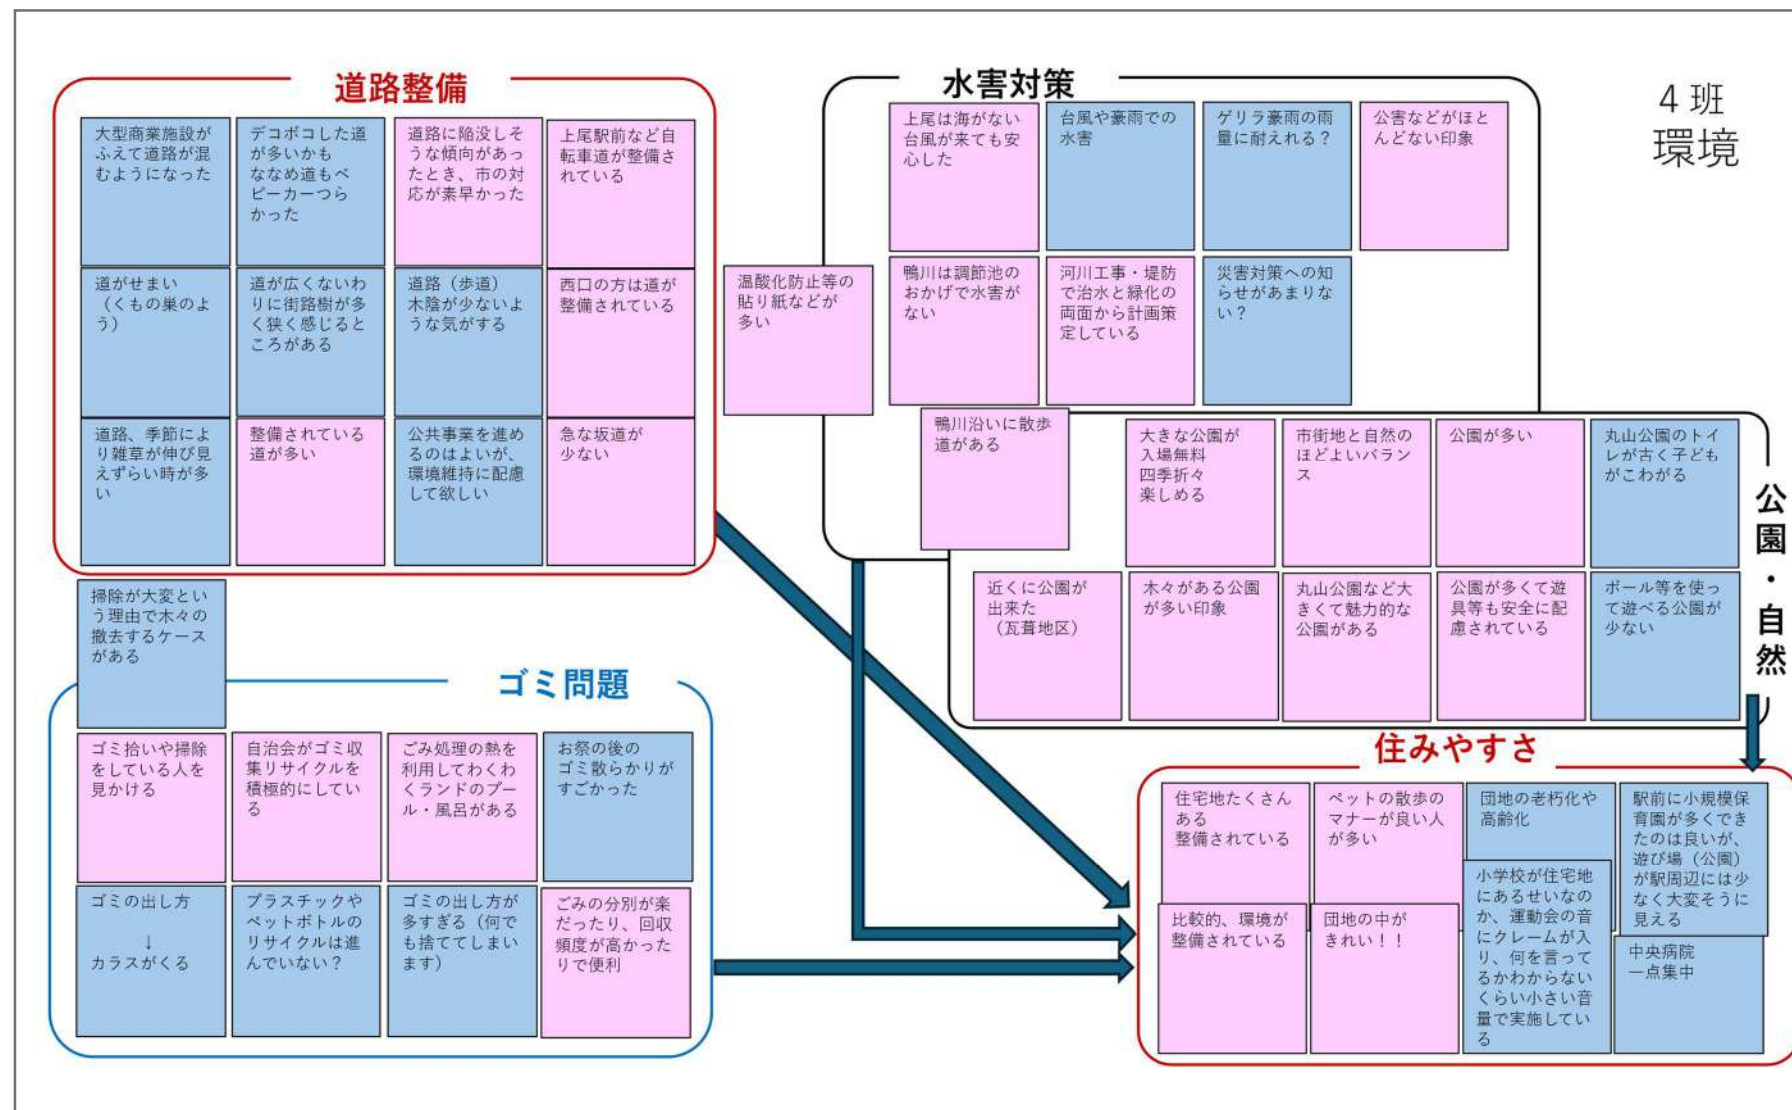 4班
環境
道路整備
大型商業施設が
ふえて道路が混
むようになった
デコボコした道
が多いかも
ななめ道もベ
ビーカーつら
かった
道路に陥没しそ
うな傾向があっ
たとき、市の対
応が素早かった
上尾駅前など自
転車道が整備さ
れている
道がせまい
（くもの巣のよ
う）
道が広くないわ
りに街路樹が多
く狭く感じると
ころがある
道路（歩道）
木陰が少ないよ
うな気がする
西口の方は道が
整備されている
道路、季節によ
り雑草が伸び見
えずらい時が多
い
整備されている
道が多い
公共事業を進め
るのはよいが、
環境維持に配慮
して欲しい
急な坂道が
少ない
水害対策
上尾は海がない
台風が来ても安
心した
台風や豪雨での
水害
ゲリラ豪雨の雨
量に耐えれる？
公害などがほと
んどない印象
温酸化防止等の
貼り紙などが
多い
鴨川は調節池の
おかげで水害が
ない
河川工事・堤防
で治水と緑化の
両面から計画策
定している
災害対策への知
らせがあまりな
い？
鴨川沿いに散歩
道がある
公園・自然
大きな公園が
入場無料
四季折々
楽しめる
市街地と自然の
ほどよいバラン
ス
公園が多い
丸山公園のトイ
レが古く子ども
がこわがる
近くに公園が
出来た
（瓦葺地区）
木々がある公園
が多い印象
丸山公園など大
きくて魅力的な
公園がある
公園が多くて遊
具等も安全に配
慮されている
ボール等を使っ
て遊べる公園が
少ない
掃除が大変とい
う理由で木々の
撤去するケース
がある
ゴミ問題
ゴミ拾いや掃除
をしている人を
見かける
自治会がゴミ収
集リサイクルを
積極的にしてい
る
ごみ処理の熱を
利用してわくわ
くランドのプー
ル・風呂がある
お祭の後の
ゴミ散らかりが
すごかった
ゴミの出し方
↓
カラスがくる
プラスチックや
ペットボトルの
リサイクルは進
んでいない？
ゴミの出し方が
多すぎる（何で
も捨ててしまい
ます）
ごみの分別が楽
だったり、回収
頻度が高かった
りで便利
住みやすさ
住宅地たくさん
ある
整備されている
ペットの散歩の
マナーが良い人
が多い
団地の老朽化や
高齢化
駅前に小規模保
育園が多くでき
たのは良いが、
遊び場（公園）
が駅周辺には少
なく大変そうに
見える
比較的、環境が
整備されている
団地の中が
きれい！！
小学校が住宅地
にあるせいなの
か、運動会の音
にクレームが入
り、何を言って
るかわからない
くらい小さい音
量で実施してい
る
中央病院
一点集中